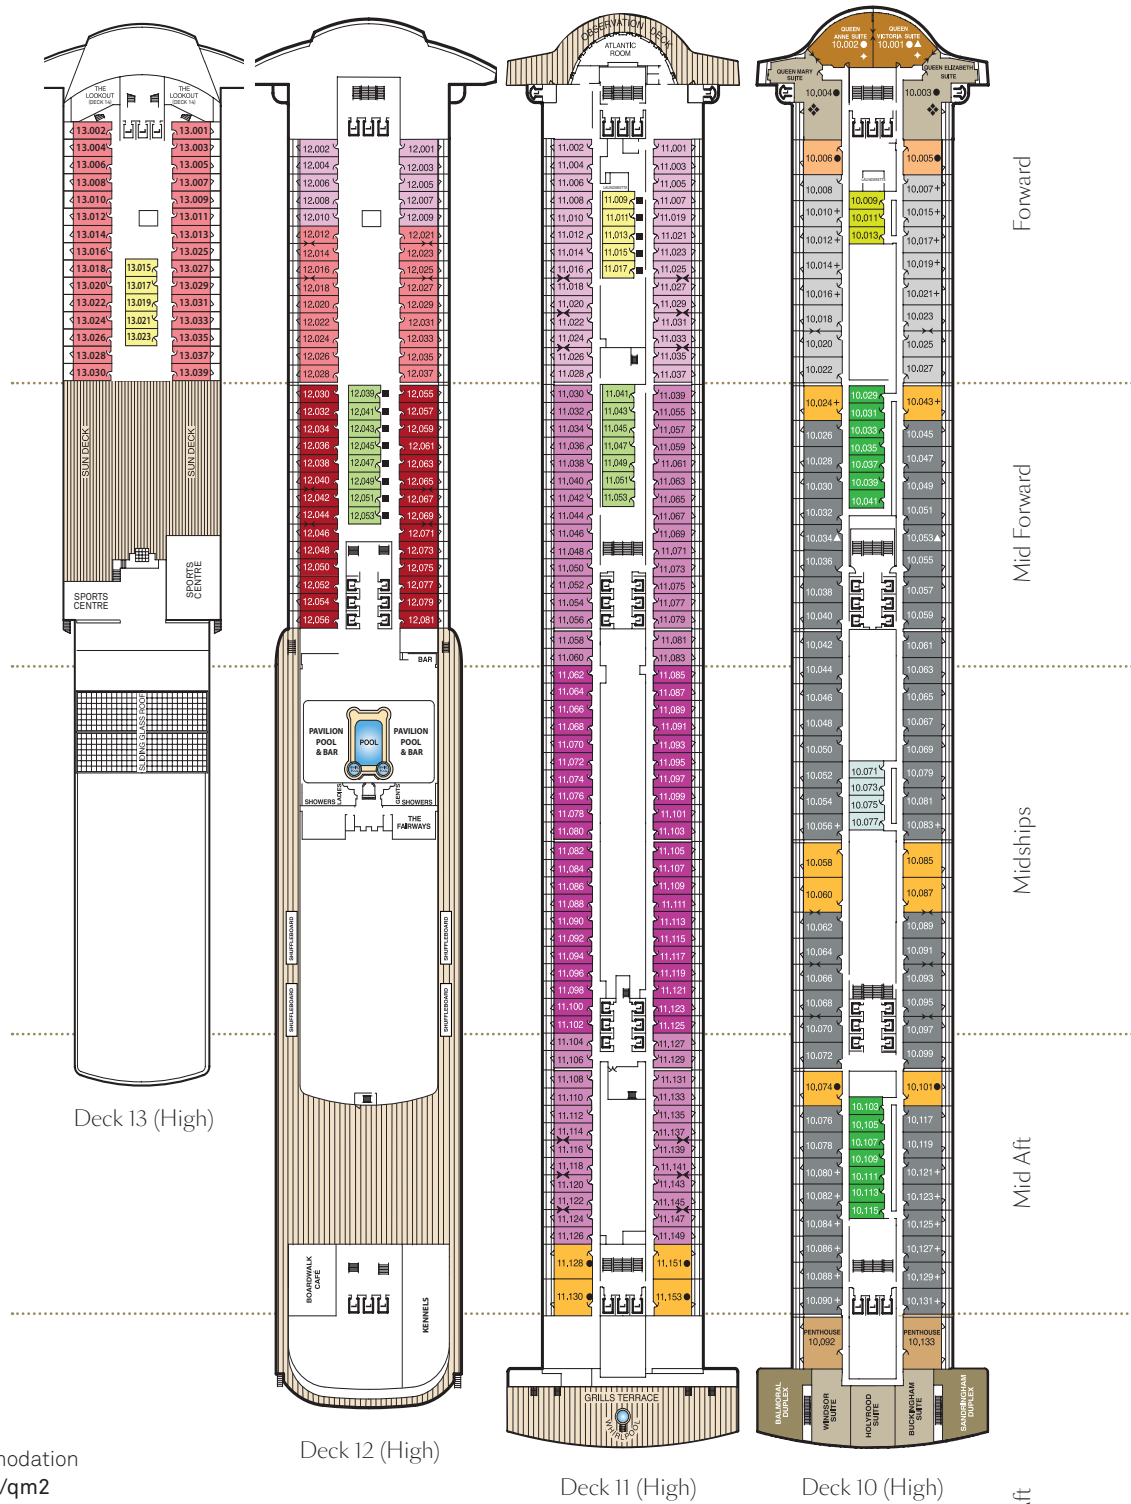 THE LOOKOUT (DECK 14)
THE LOOKOUT (DECK 14)
13.002 13.001
13.004 13.003
13.006 13.005
13.008 13.007
13.010 13.009
13.012 13.011
13.014 13.013
13.016 13.025
13.018 13.015 13.027
13.020 13.017 13.029
13.022 13.019 13.031
13.024 13.021 13.033
13.026 13.023 13.035
13.028 13.037
13.030 13.039
SUN DECK
SUN DECK
SPORTS CENTRE
SPORTS CENTRE
SLIDING GLASS ROOF
Deck 13 (High)
12.002 12.001
12.004 12.003
12.006 12.005
12.008 12.007
12.010 12.009
12.012 12.021
12.014 12.023
12.016 12.025
12.018 12.027
12.020 12.029
12.022 12.031
12.024 12.033
12.026 12.035
12.028 12.037
12.030 12.039 12.055
12.032 12.041 12.057
12.034 12.043 12.059
12.036 12.045 12.061
12.038 12.047 12.063
12.040 12.049 12.065
12.042 12.051 12.067
12.044 12.053 12.069
12.046 12.071
12.048 12.073
12.050 12.075
12.052 12.077
12.054 12.079
12.056 12.081
BAR
PAVILION POOL & BAR
POOL
PAVILION POOL & BAR
SHOWERS
LADIES
GENTS
SHOWERS
THE FAIRWAYS
SHUFFLEBOARD
SHUFFLEBOARD
SHUFFLEBOARD
SHUFFLEBOARD
BOARDWALK CAFÉ
KENNELS
Deck 12 (High)
OBSERVATION DECK
ATLANTIC ROOM
LAUNDERETTE
11.002 11.001
11.004 11.003
11.006 11.005
11.008 11.009 11.007
11.010 11.011 11.019
11.012 11.013 11.021
11.014 11.015 11.023
11.016 11.017 11.025
11.018 11.027
11.020 11.029
11.022 11.031
11.024 11.033
11.026 11.035
11.028 11.037
11.030 11.041 11.039
11.032 11.043 11.055
11.034 11.045 11.057
11.036 11.047 11.059
11.038 11.049 11.061
11.040 11.051 11.063
11.042 11.053 11.065
11.044 11.067
11.046 11.069
11.048 11.071
11.050 11.073
11.052 11.075
11.054 11.077
11.056 11.079
11.058 11.081
11.060 11.083
11.062 11.085
11.064 11.087
11.066 11.089
11.068 11.091
11.070 11.093
11.072 11.095
11.074 11.097
11.076 11.099
11.078 11.101
11.080 11.103
11.082 11.105
11.084 11.107
11.086 11.109
11.088 11.111
11.090 11.113
11.092 11.115
11.094 11.117
11.096 11.119
11.098 11.121
11.100 11.123
11.102 11.125
11.104 11.127
11.106 11.129
11.108 11.131
11.110 11.133
11.112 11.135
11.114 11.137
11.116 11.139
11.118 11.141
11.120 11.143
11.122 11.145
11.124 11.147
11.126 11.149
11.128 11.151
11.130 11.153
GRILLS TERRACE
WHIRLPOOL
Deck 11 (High)
QUEEN ANNE SUITE 10.002
QUEEN VICTORIA SUITE 10.001
QUEEN MARY SUITE
QUEEN ELIZABETH SUITE
LAUNDERETTE
10.004 10.003
10.006 10.005
10.008 10.009 10.007+
10.010+ 10.011 10.015+
10.012+ 10.013 10.017+
10.014+ 10.019+
10.016+ 10.021+
10.018 10.023
10.020 10.025
10.022 10.027
10.024+ 10.029 10.043+
10.031
10.026 10.033 10.045
10.035
10.028 10.037 10.047
10.030 10.039 10.049
10.032 10.041 10.051
10.034 10.053
10.036 10.055
10.038 10.057
10.040 10.059
10.042 10.061
10.044 10.063
10.046 10.065
10.048 10.067
10.050 10.069
10.052 10.071 10.079
10.073
10.054 10.075 10.081
10.056+ 10.077 10.083+
10.058 10.085
10.060 10.087
10.062 10.089
10.064 10.091
10.066 10.093
10.068 10.095
10.070 10.097
10.072 10.099
10.074 10.101
10.103
10.076 10.105 10.117
10.107
10.078 10.109 10.119
10.080+ 10.111 10.121+
10.082+ 10.113 10.123+
10.084+ 10.115 10.125+
10.086+ 10.127+
10.088+ 10.129+
10.090+ 10.131+
PENTHOUSE 10.092
PENTHOUSE 10.133
BALMORAL DUPLEX
WINDSOR SUITE
HOLYROOD SUITE
BUCKINGHAM SUITE
SANDRINGHAM DUPLEX
Deck 10 (High)
Forward
Mid Forward
Midships
Mid Aft
ft
modation
/qm2